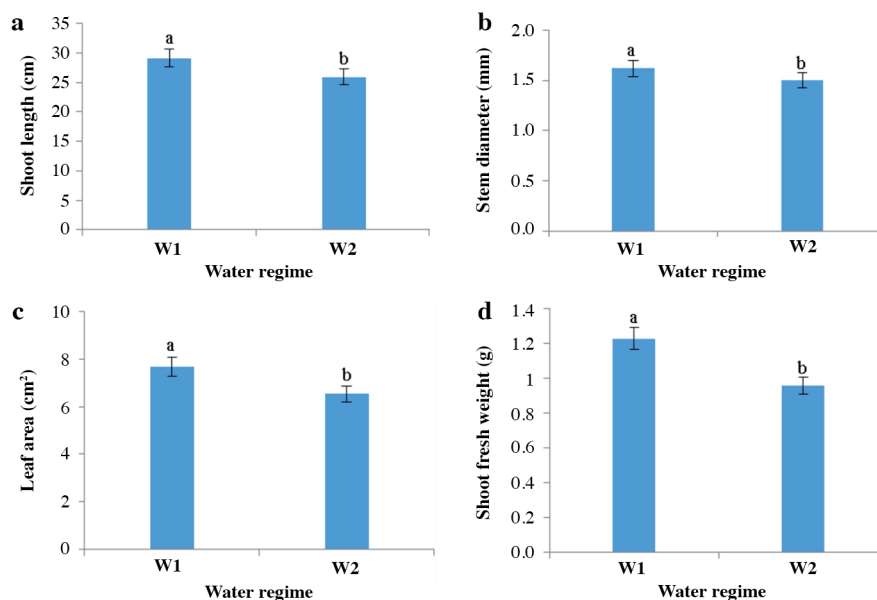 a
Shoot length (cm)
35
30
25
20
15
10
5
0
a
b
W1 W2
Water regime
b
Stem diameter (mm)
2.0
1.5
1.0
0.5
0.0
a
b
W1 W2
Water regime
c
Leaf area (cm²)
10
8
6
4
2
0
a
b
W1 W2
Water regime
d
Shoot fresh weight (g)
1.4
1.2
1
0.8
0.6
0.4
0.2
0.0
a
b
W1 W2
Water regime